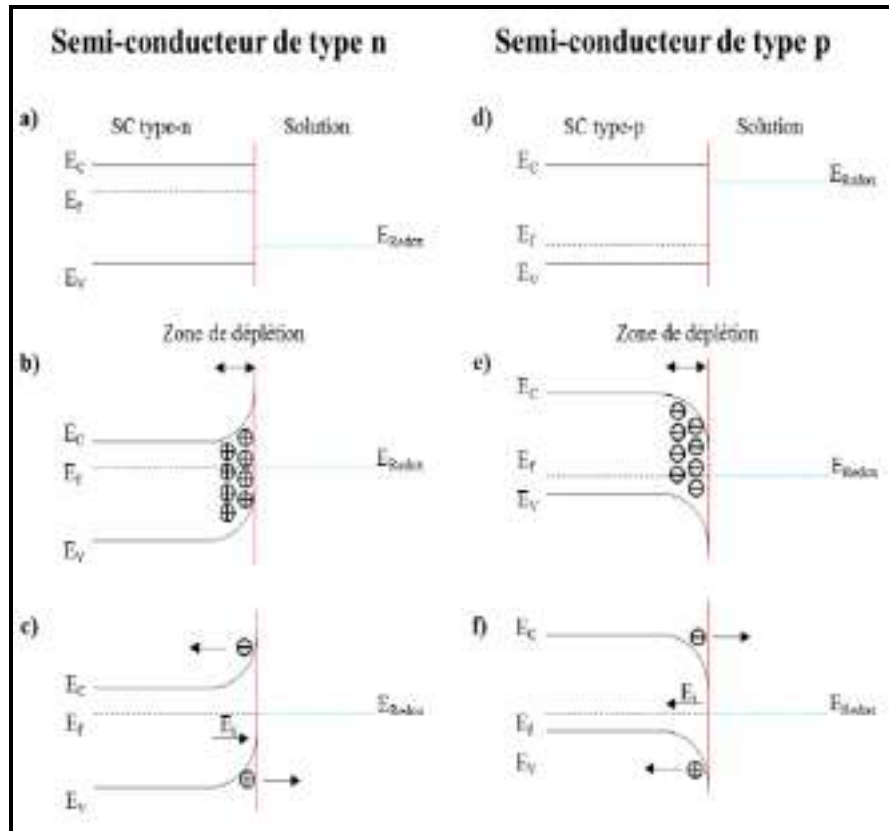 Semi-conducteur de type n
Semi-conducteur de type p
a)
SC type-n
Solution
E_C
E_f
E_Redox
E_V
d)
SC type-p
Solution
E_C
E_Redox
E_f
E_V
Zone de déplétion
b)
E_C
E_f
E_Redox
E_V
Zone de déplétion
e)
E_C
E_f
E_Redox
E_V
c)
E_C
E_f
E_Redox
E_V
f)
E_C
E_Redox
E_f
E_V